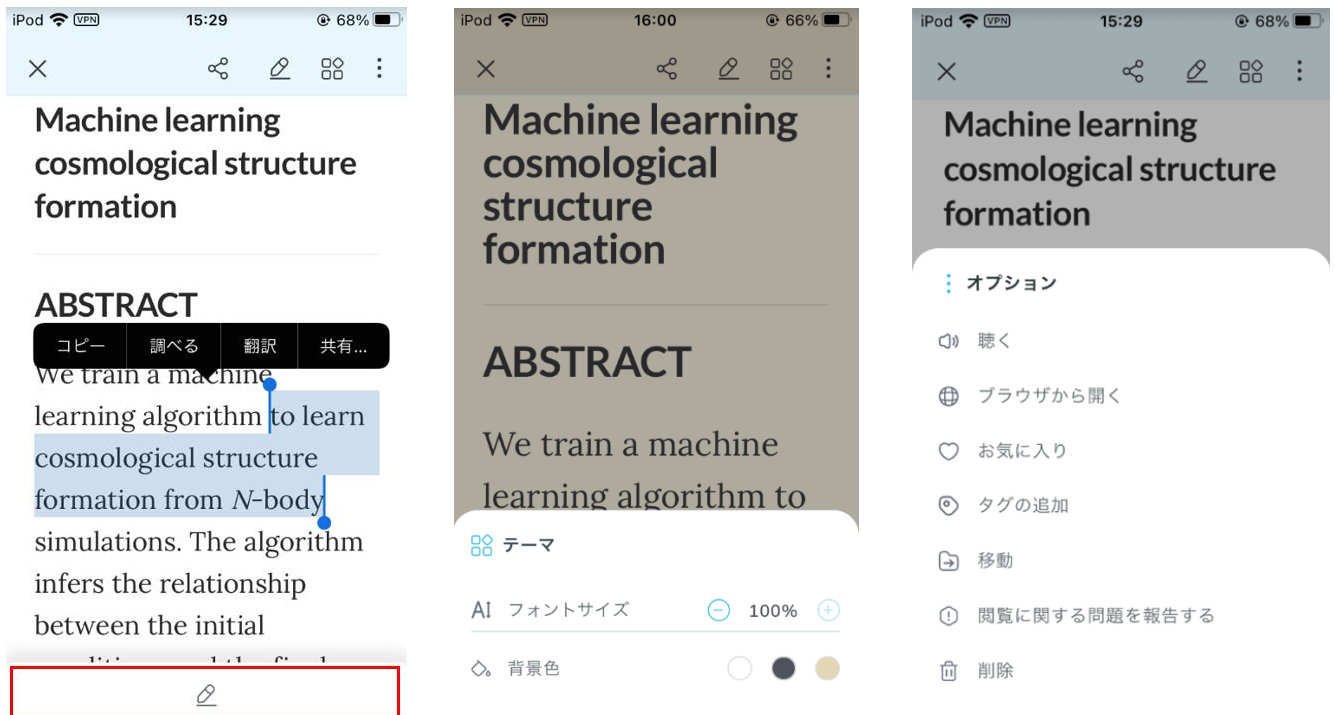 iPod VPN 15:29 68%
Machine learning
cosmological structure
formation
ABSTRACT
コピー 調べる 翻訳 共有...
We train a machine
learning algorithm to learn
cosmological structure
formation from N-body
simulations. The algorithm
infers the relationship
between the initial
iPod VPN 16:00 66%
Machine learning
cosmological
structure
formation
ABSTRACT
We train a machine
learning algorithm to
テーマ
フォントサイズ 100%
背景色
iPod VPN 15:29 68%
Machine learning
cosmological structure
formation
オプション
聴く
ブラウザから開く
お気に入り
タグの追加
移動
閲覧に関する問題を報告する
削除